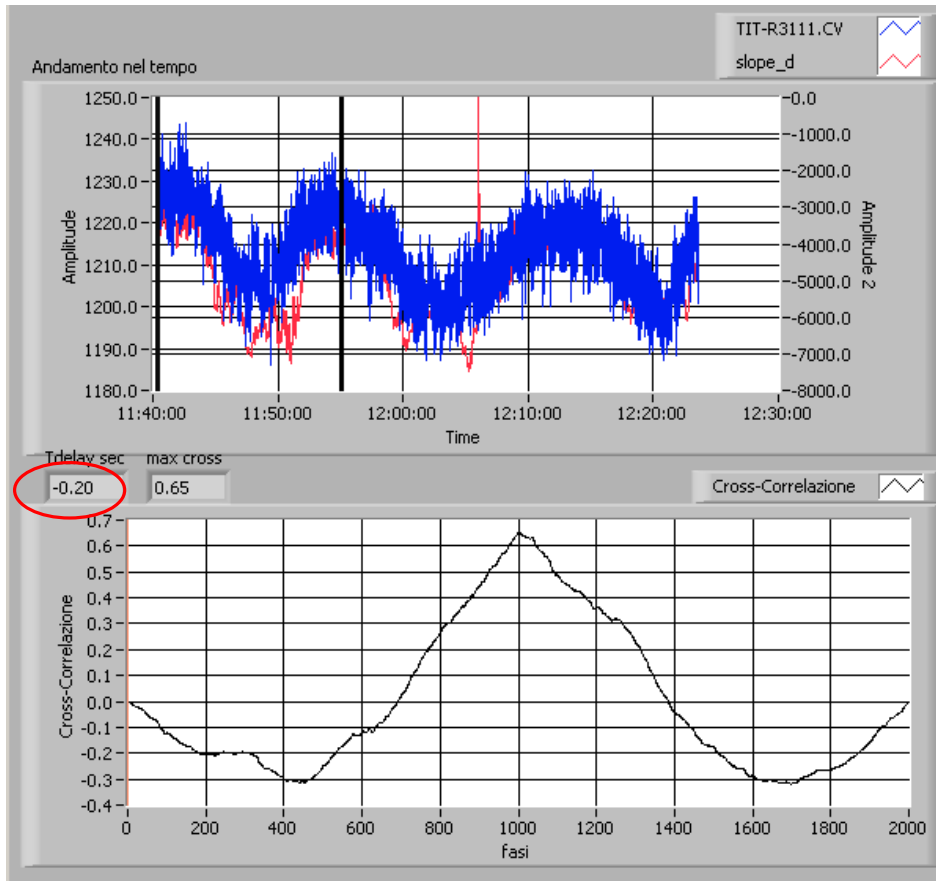 TIT-R3111.CV
slope_d
Andamento nel tempo
1250.0
1240.0
1230.0
1220.0
1210.0
1200.0
1190.0
1180.0
Amplitude
-0.0
-1000.0
-2000.0
-3000.0
-4000.0
-5000.0
-6000.0
-7000.0
-8000.0
Amplitude 2
11:40:00 11:50:00 12:00:00 12:10:00 12:20:00 12:30:00
Time
Tdelay sec max cross
-0.20 0.65
Cross-Correlazione
0.7
0.6
0.5
0.4
0.3
0.2
0.1
0.0
-0.1
-0.2
-0.3
-0.4
Cross-Correlazione
0 200 400 600 800 1000 1200 1400 1600 1800 2000
fasi